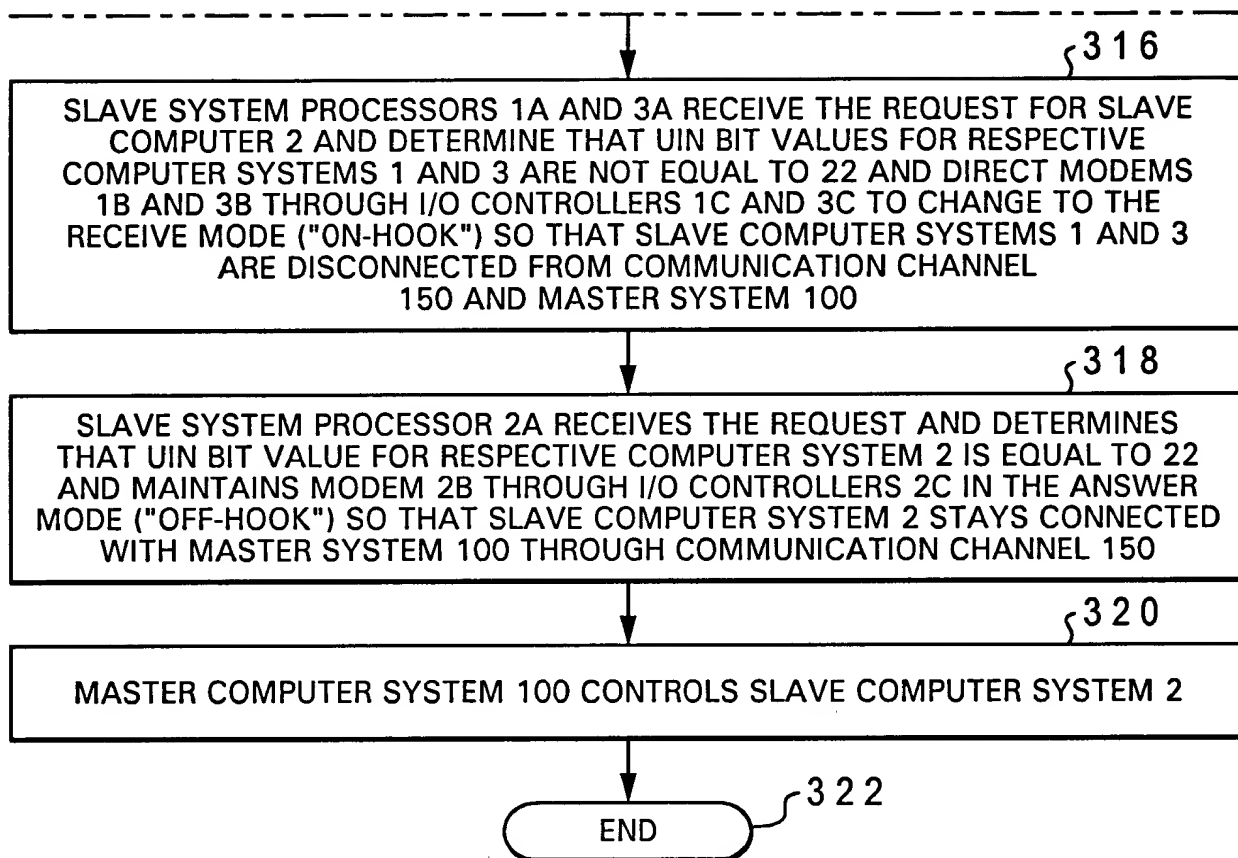 316
SLAVE SYSTEM PROCESSORS 1A AND 3A RECEIVE THE REQUEST FOR SLAVE
COMPUTER 2 AND DETERMINE THAT UIN BIT VALUES FOR RESPECTIVE
COMPUTER SYSTEMS 1 AND 3 ARE NOT EQUAL TO 22 AND DIRECT MODEMS
1B AND 3B THROUGH I/O CONTROLLERS 1C AND 3C TO CHANGE TO THE
RECEIVE MODE ("ON-HOOK") SO THAT SLAVE COMPUTER SYSTEMS 1 AND 3
ARE DISCONNECTED FROM COMMUNICATION CHANNEL
150 AND MASTER SYSTEM 100
318
SLAVE SYSTEM PROCESSOR 2A RECEIVES THE REQUEST AND DETERMINES
THAT UIN BIT VALUE FOR RESPECTIVE COMPUTER SYSTEM 2 IS EQUAL TO 22
AND MAINTAINS MODEM 2B THROUGH I/O CONTROLLERS 2C IN THE ANSWER
MODE ("OFF-HOOK") SO THAT SLAVE COMPUTER SYSTEM 2 STAYS CONNECTED
WITH MASTER SYSTEM 100 THROUGH COMMUNICATION CHANNEL 150
320
MASTER COMPUTER SYSTEM 100 CONTROLS SLAVE COMPUTER SYSTEM 2
322
END